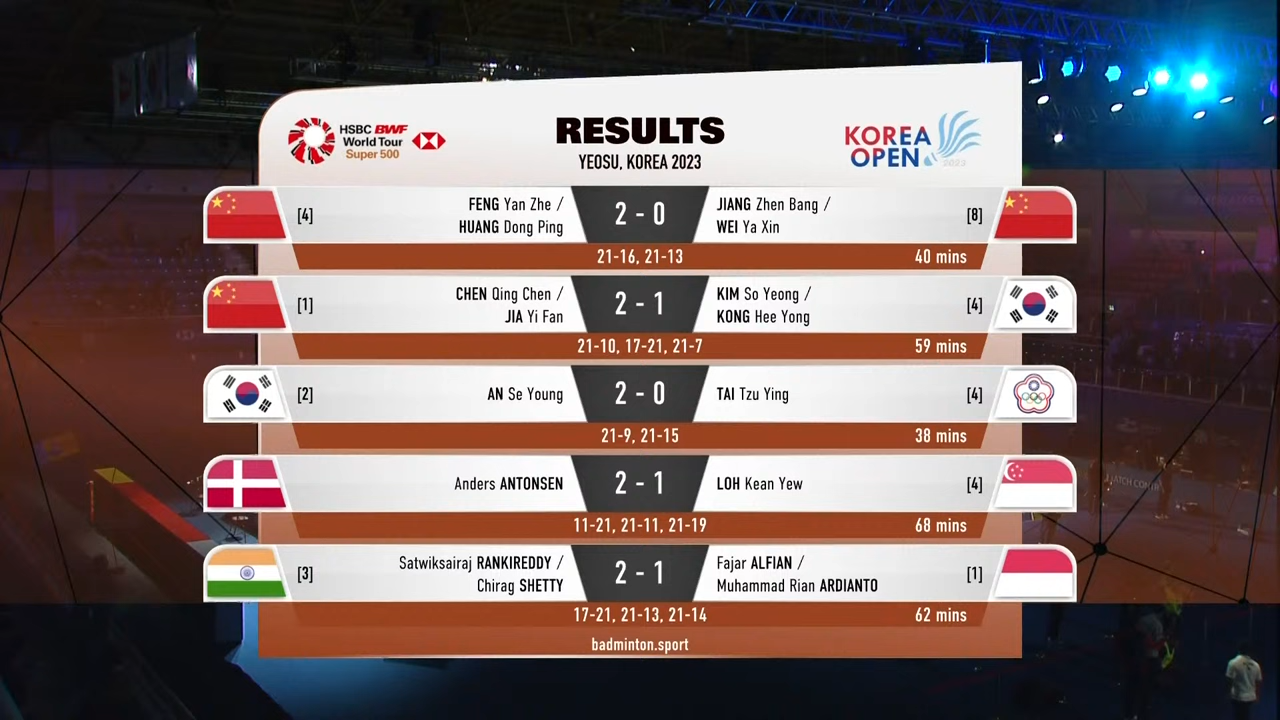 HSBC BWF
World Tour
Super 500
RESULTS
YEOSU, KOREA 2023
KOREA
OPEN
2023
[4]
FENG Yan Zhe /
HUANG Dong Ping
2 - 0
JIANG Zhen Bang /
WEI Ya Xin
[8]
21-16, 21-13
40 mins
[1]
CHEN Qing Chen /
JIA Yi Fan
2 - 1
KIM So Yeong /
KONG Hee Yong
[4]
21-10, 17-21, 21-7
59 mins
[2]
AN Se Young
2 - 0
TAI Tzu Ying
[4]
21-9, 21-15
38 mins
Anders ANTONSEN
2 - 1
LOH Kean Yew
[4]
11-21, 21-11, 21-19
68 mins
[3]
Satwiksairaj RANKIREDDY /
Chirag SHETTY
2 - 1
Fajar ALFIAN /
Muhammad Rian ARDIANTO
[1]
17-21, 21-13, 21-14
62 mins
badminton.sport